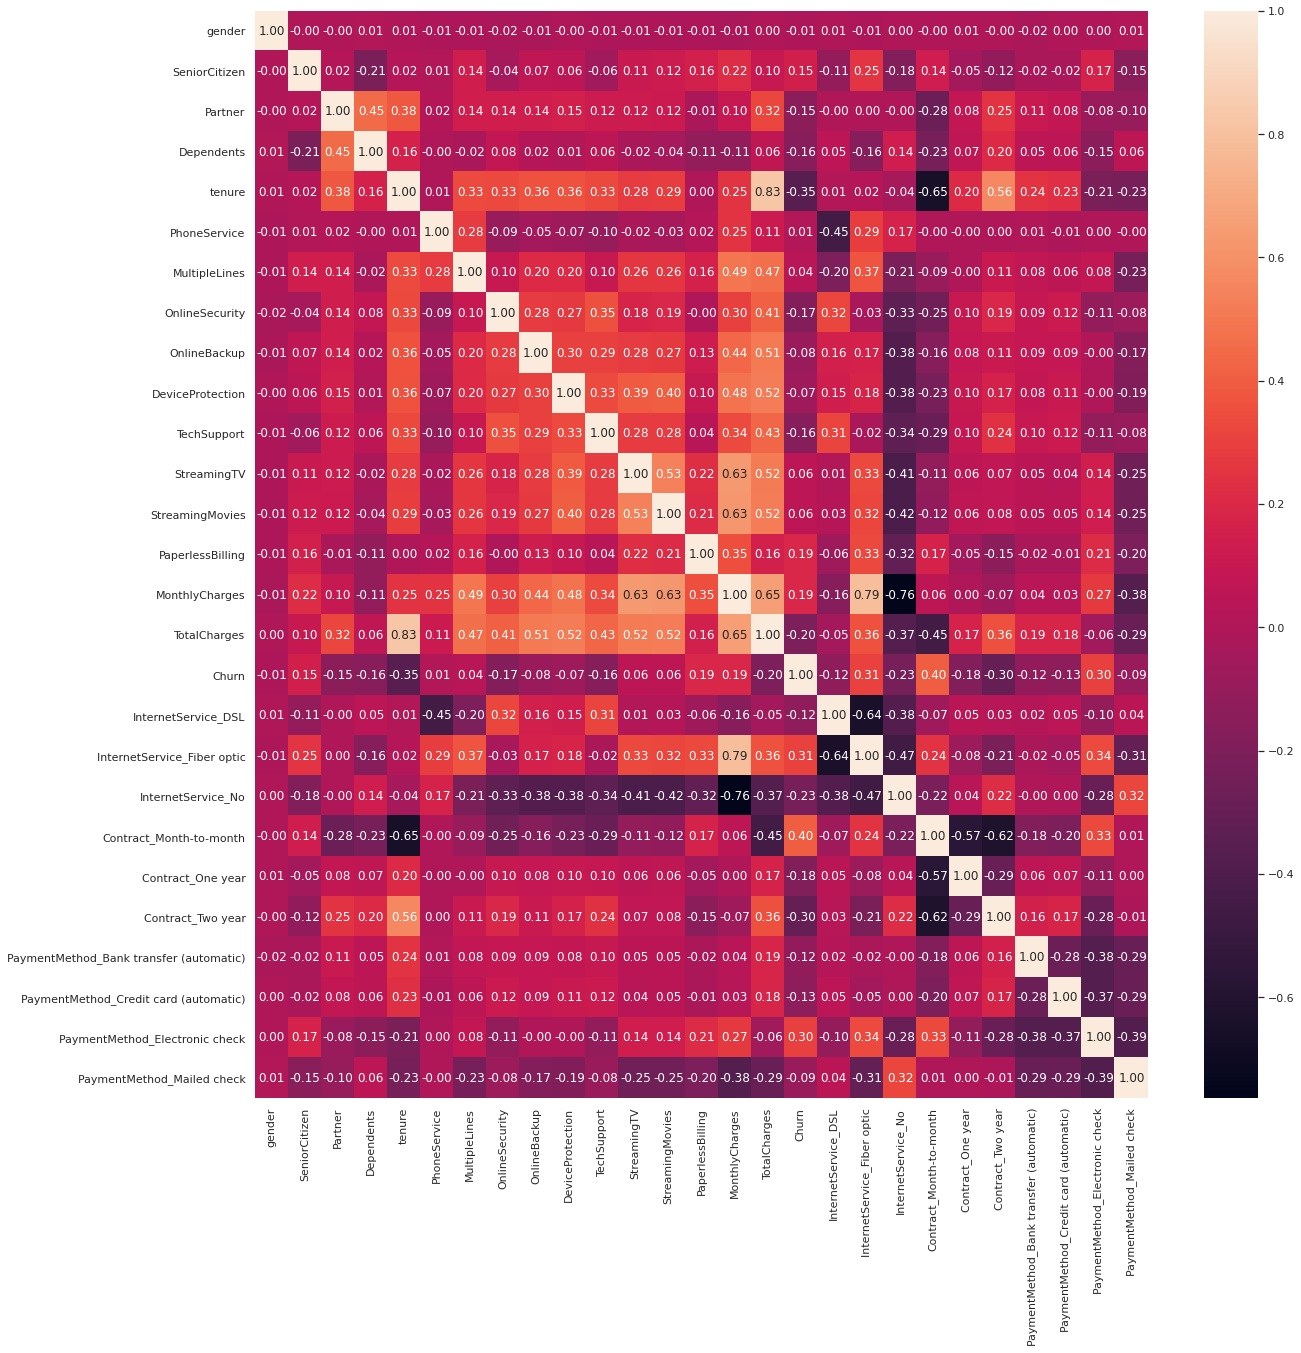 gender 1.00 -0.00 -0.00 0.01 0.01 -0.01 -0.01 -0.02 -0.01 -0.00 -0.01 -0.01 -0.01 -0.01 -0.01 0.00 -0.01 0.01 -0.01 0.00 -0.00 0.01 -0.00 -0.02 0.00 0.00 0.01 1.0
SeniorCitizen -0.00 1.00 0.02 -0.21 0.02 0.01 0.14 -0.04 0.07 0.06 -0.06 0.11 0.12 0.16 0.22 0.10 0.15 -0.11 0.25 -0.18 0.14 -0.05 -0.12 -0.02 -0.02 0.17 -0.15
Partner -0.00 0.02 1.00 0.45 0.38 0.02 0.14 0.14 0.14 0.15 0.12 0.12 0.12 -0.01 0.10 0.32 -0.15 -0.00 0.00 -0.00 -0.28 0.08 0.25 0.11 0.08 -0.08 -0.10
Dependents 0.01 -0.21 0.45 1.00 0.16 -0.00 -0.02 0.08 0.02 0.01 0.06 -0.02 -0.04 -0.11 -0.11 0.06 -0.16 0.05 -0.16 0.14 -0.23 0.07 0.20 0.05 0.06 -0.15 0.06 0.8
tenure 0.01 0.02 0.38 0.16 1.00 0.01 0.33 0.33 0.36 0.36 0.33 0.28 0.29 0.00 0.25 0.83 -0.35 0.01 0.02 -0.04 -0.65 0.20 0.56 0.24 0.23 -0.21 -0.23
PhoneService -0.01 0.01 0.02 -0.00 0.01 1.00 0.28 -0.09 -0.05 -0.07 -0.10 -0.02 -0.03 0.02 0.25 0.11 0.01 -0.45 0.29 0.17 -0.00 -0.00 0.00 0.01 -0.01 0.00 -0.00
MultipleLines -0.01 0.14 0.14 -0.02 0.33 0.28 1.00 0.10 0.20 0.20 0.10 0.26 0.26 0.16 0.49 0.47 0.04 -0.20 0.37 -0.21 -0.09 -0.00 0.11 0.08 0.06 0.08 -0.23 0.6
OnlineSecurity -0.02 -0.04 0.14 0.08 0.33 -0.09 0.10 1.00 0.28 0.27 0.35 0.18 0.19 -0.00 0.30 0.41 -0.17 0.32 -0.03 -0.33 -0.25 0.10 0.19 0.09 0.12 -0.11 -0.08
OnlineBackup -0.01 0.07 0.14 0.02 0.36 -0.05 0.20 0.28 1.00 0.30 0.29 0.28 0.27 0.13 0.44 0.51 -0.08 0.16 0.17 -0.38 -0.16 0.08 0.11 0.09 0.09 -0.00 -0.17
DeviceProtection -0.00 0.06 0.15 0.01 0.36 -0.07 0.20 0.27 0.30 1.00 0.33 0.39 0.40 0.10 0.48 0.52 -0.07 0.15 0.18 -0.38 -0.23 0.10 0.17 0.08 0.11 -0.00 -0.19 0.4
TechSupport -0.01 -0.06 0.12 0.06 0.33 -0.10 0.10 0.35 0.29 0.33 1.00 0.28 0.28 0.04 0.34 0.43 -0.16 0.31 -0.02 -0.34 -0.29 0.10 0.24 0.10 0.12 -0.11 -0.08
StreamingTV -0.01 0.11 0.12 -0.02 0.28 -0.02 0.26 0.18 0.28 0.39 0.28 1.00 0.53 0.22 0.63 0.52 0.06 0.01 0.33 -0.41 -0.11 0.06 0.07 0.05 0.04 0.14 -0.25
StreamingMovies -0.01 0.12 0.12 -0.04 0.29 -0.03 0.26 0.19 0.27 0.40 0.28 0.53 1.00 0.21 0.63 0.52 0.06 0.03 0.32 -0.42 -0.12 0.06 0.08 0.05 0.05 0.14 -0.25 0.2
PaperlessBilling -0.01 0.16 -0.01 -0.11 0.00 0.02 0.16 -0.00 0.13 0.10 0.04 0.22 0.21 1.00 0.35 0.16 0.19 -0.06 0.33 -0.32 0.17 -0.05 -0.15 -0.02 -0.01 0.21 -0.20
MonthlyCharges -0.01 0.22 0.10 -0.11 0.25 0.25 0.49 0.30 0.44 0.48 0.34 0.63 0.63 0.35 1.00 0.65 0.19 -0.16 0.79 -0.76 0.06 0.00 -0.07 0.04 0.03 0.27 -0.38
TotalCharges 0.00 0.10 0.32 0.06 0.83 0.11 0.47 0.41 0.51 0.52 0.43 0.52 0.52 0.16 0.65 1.00 -0.20 -0.05 0.36 -0.37 -0.45 0.17 0.36 0.19 0.18 -0.06 -0.29 0.0
Churn -0.01 0.15 -0.15 -0.16 -0.35 0.01 0.04 -0.17 -0.08 -0.07 -0.16 0.06 0.06 0.19 0.19 -0.20 1.00 -0.12 0.31 -0.23 0.40 -0.18 -0.30 -0.12 -0.13 0.30 -0.09
InternetService_DSL 0.01 -0.11 -0.00 0.05 0.01 -0.45 -0.20 0.32 0.16 0.15 0.31 0.01 0.03 -0.06 -0.16 -0.05 -0.12 1.00 -0.64 -0.38 -0.07 0.05 0.03 0.02 0.05 -0.10 0.04
InternetService_Fiber optic -0.01 0.25 0.00 -0.16 0.02 0.29 0.37 -0.03 0.17 0.18 -0.02 0.33 0.32 0.33 0.79 0.36 0.31 -0.64 1.00 -0.47 0.24 -0.08 -0.21 -0.02 -0.05 0.34 -0.31 −0.2
InternetService_No 0.00 -0.18 -0.00 0.14 -0.04 0.17 -0.21 -0.33 -0.38 -0.38 -0.34 -0.41 -0.42 -0.32 -0.76 -0.37 -0.23 -0.38 -0.47 1.00 -0.22 0.04 0.22 -0.00 0.00 -0.28 0.32
Contract_Month-to-month -0.00 0.14 -0.28 -0.23 -0.65 -0.00 -0.09 -0.25 -0.16 -0.23 -0.29 -0.11 -0.12 0.17 0.06 -0.45 0.40 -0.07 0.24 -0.22 1.00 -0.57 -0.62 -0.18 -0.20 0.33 0.01
Contract_One year 0.01 -0.05 0.08 0.07 0.20 -0.00 -0.00 0.10 0.08 0.10 0.10 0.06 0.06 -0.05 0.00 0.17 -0.18 0.05 -0.08 0.04 -0.57 1.00 -0.29 0.06 0.07 -0.11 0.00 −0.4
Contract_Two year -0.00 -0.12 0.25 0.20 0.56 0.00 0.11 0.19 0.11 0.17 0.24 0.07 0.08 -0.15 -0.07 0.36 -0.30 0.03 -0.21 0.22 -0.62 -0.29 1.00 0.16 0.17 -0.28 -0.01
PaymentMethod_Bank transfer (automatic) -0.02 -0.02 0.11 0.05 0.24 0.01 0.08 0.09 0.09 0.08 0.10 0.05 0.05 -0.02 0.04 0.19 -0.12 0.02 -0.02 -0.00 -0.18 0.06 0.16 1.00 -0.28 -0.38 -0.29
PaymentMethod_Credit card (automatic) 0.00 -0.02 0.08 0.06 0.23 -0.01 0.06 0.12 0.09 0.11 0.12 0.04 0.05 -0.01 0.03 0.18 -0.13 0.05 -0.05 0.00 -0.20 0.07 0.17 -0.28 1.00 -0.37 -0.29 −0.6
PaymentMethod_Electronic check 0.00 0.17 -0.08 -0.15 -0.21 0.00 0.08 -0.11 -0.00 -0.00 -0.11 0.14 0.14 0.21 0.27 -0.06 0.30 -0.10 0.34 -0.28 0.33 -0.11 -0.28 -0.38 -0.37 1.00 -0.39
PaymentMethod_Mailed check 0.01 -0.15 -0.10 0.06 -0.23 -0.00 -0.23 -0.08 -0.17 -0.19 -0.08 -0.25 -0.25 -0.20 -0.38 -0.29 -0.09 0.04 -0.31 0.32 0.01 0.00 -0.01 -0.29 -0.29 -0.39 1.00
gender
SeniorCitizen
Partner
Dependents
tenure
PhoneService
MultipleLines
OnlineSecurity
OnlineBackup
DeviceProtection
TechSupport
StreamingTV
StreamingMovies
PaperlessBilling
MonthlyCharges
TotalCharges
Churn
InternetService_DSL
InternetService_Fiber optic
InternetService_No
Contract_Month-to-month
Contract_One year
Contract_Two year
PaymentMethod_Bank transfer (automatic)
PaymentMethod_Credit card (automatic)
PaymentMethod_Electronic check
PaymentMethod_Mailed check